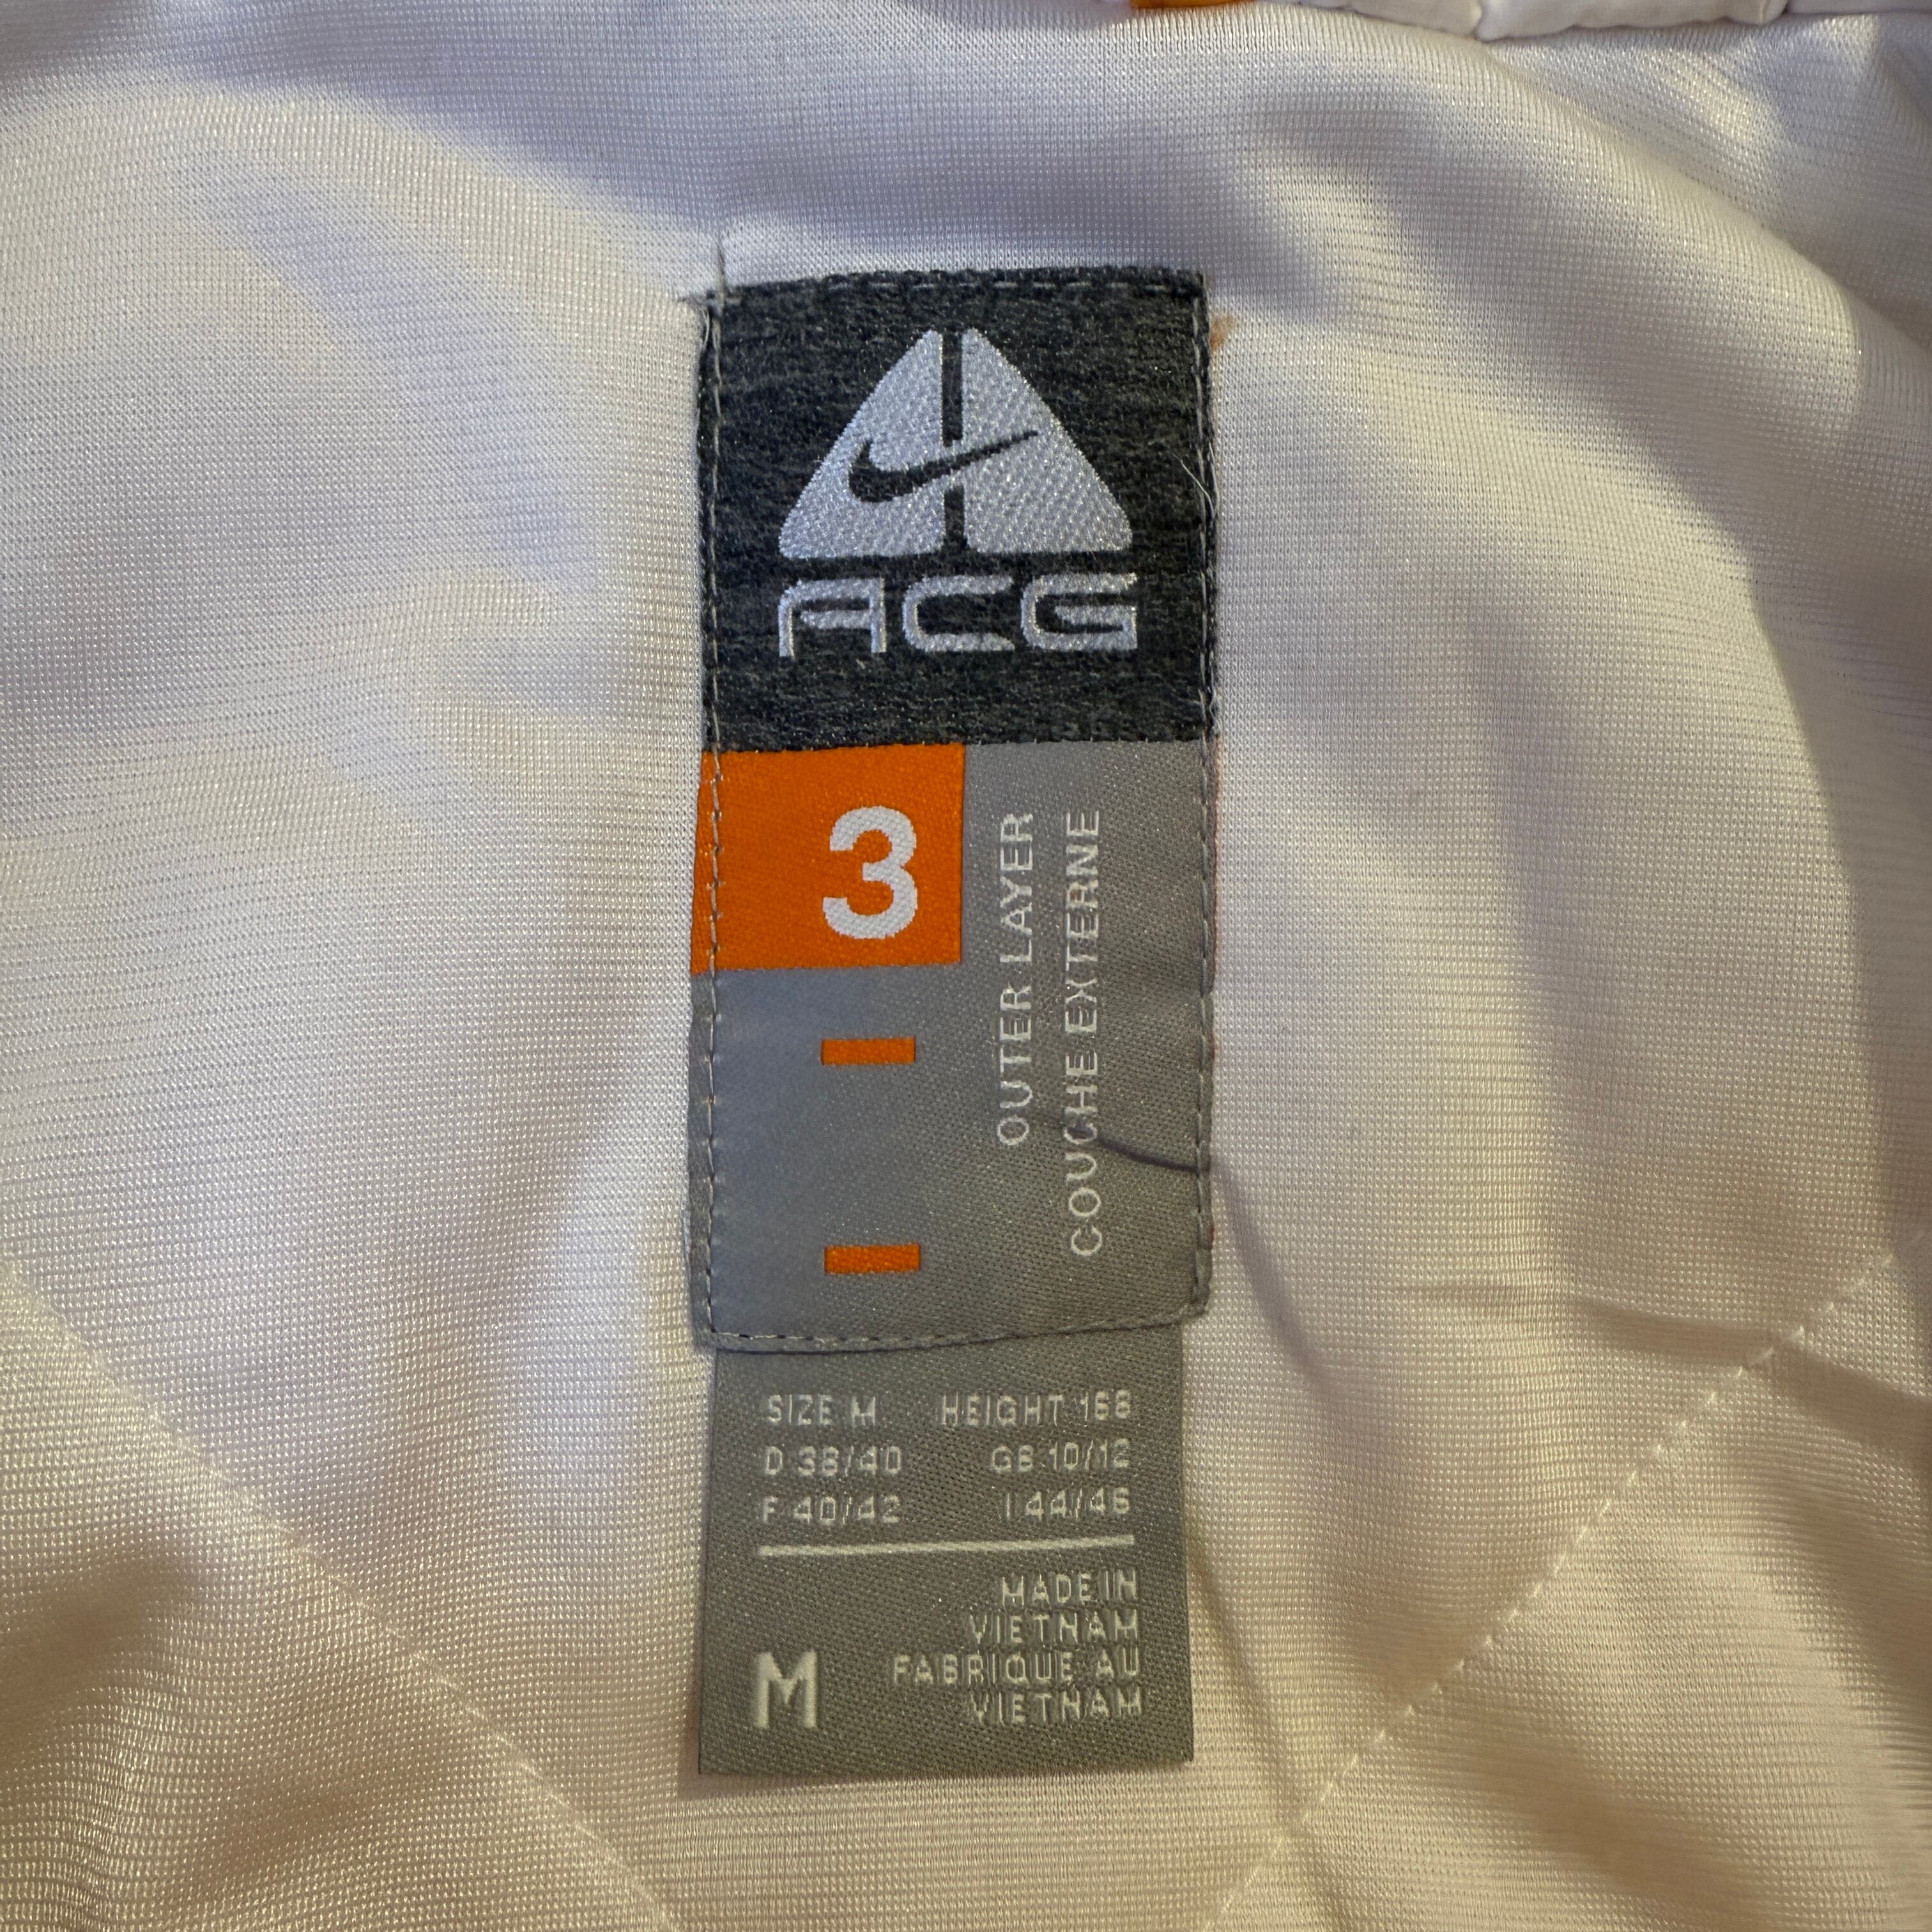 ACG
3
OUTER LAYER
COUCHE EXTERNE
SIZE M HEIGHT 168
D 38/40 GB 10/12
F 40/42 I 44/46
M
MADE IN
VIETNAM
FABRIQUE AU
VIETNAM